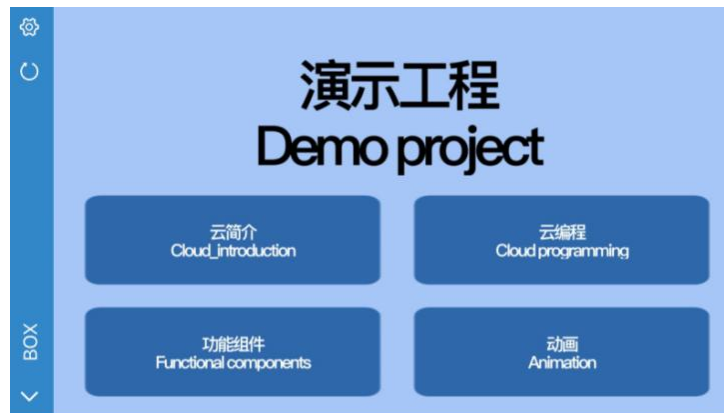 演示工程
Demo project
云简介
Cloud_introduction
云编程
Cloud programming
功能组件
Functional components
动画
Animation
BOX